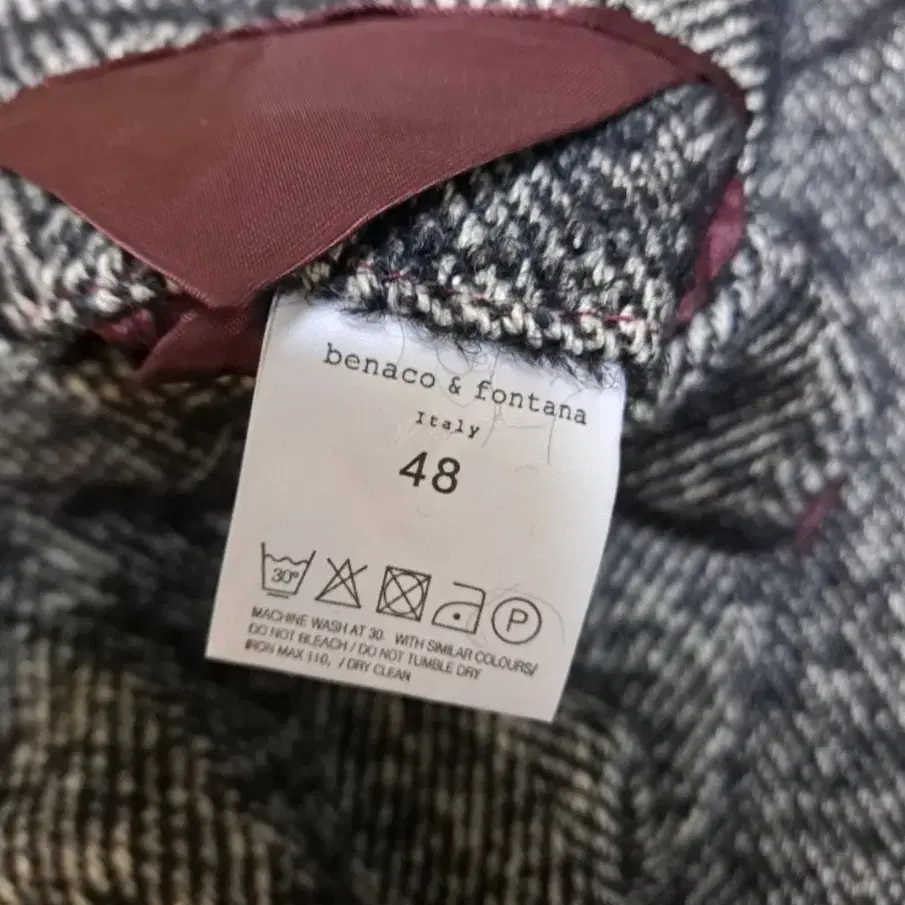 benaco & fontana
Italy
48
30°
P
MACHINE WASH AT 30. WITH SIMILAR COLOURS/
DO NOT BLEACH / DO NOT TUMBLE DRY
IRON MAX 110, / DRY CLEAN